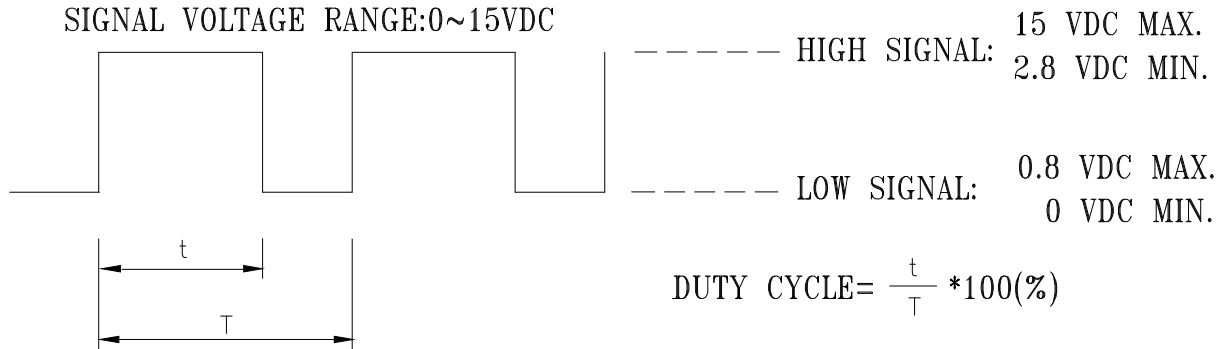 SIGNAL VOLTAGE RANGE:0~15VDC
HIGH SIGNAL: 15 VDC MAX.
2.8 VDC MIN.
LOW SIGNAL: 0.8 VDC MAX.
0 VDC MIN.
t
T
DUTY CYCLE= t/T *100(%)